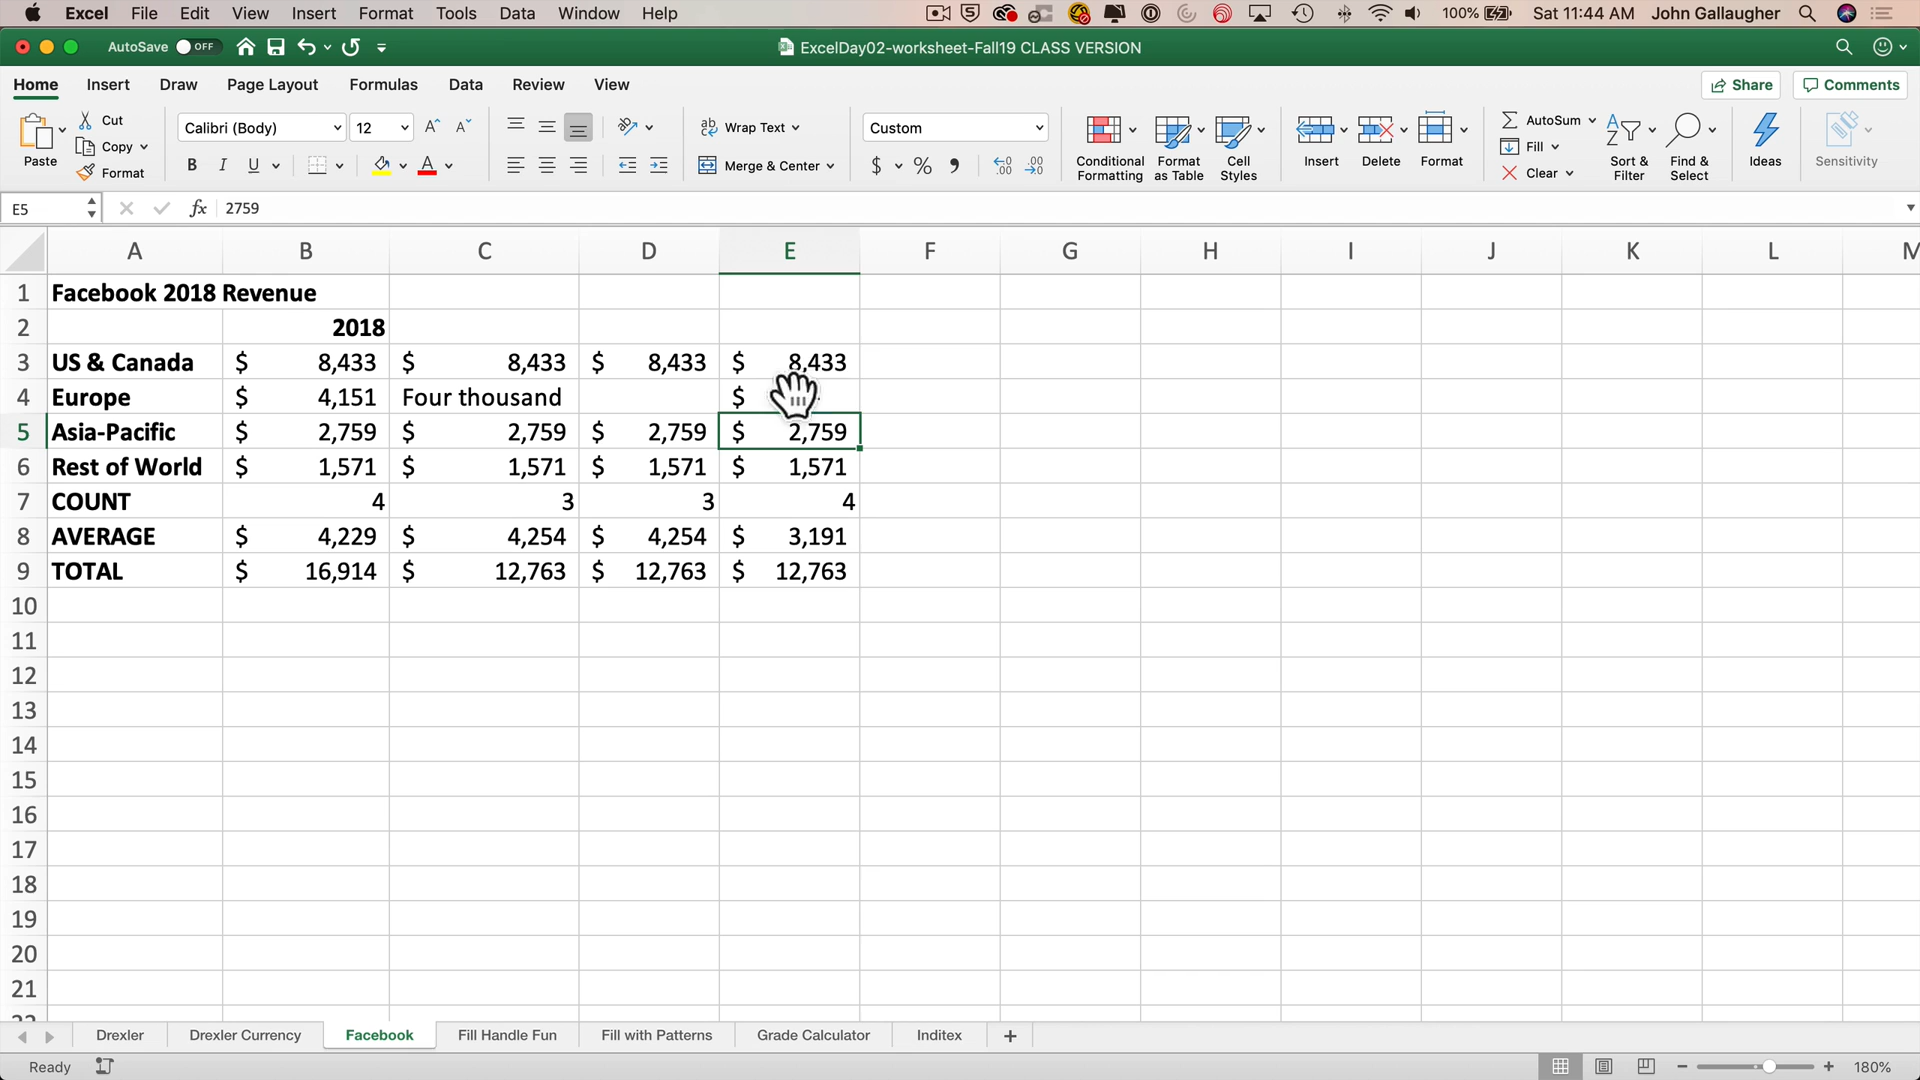 Excel File Edit View Insert Format Tools Data Window Help 100% Sat 11:44 AM John Gallaugher
AutoSave OFF ExcelDay02-worksheet-Fall19 CLASS VERSION
Home Insert Draw Page Layout Formulas Data Review View Share Comments
Paste Cut Copy Format
Calibri (Body) 12
B I U A
Wrap Text
Merge & Center
Custom
$ %
Conditional Formatting
Format as Table
Cell Styles
Insert
Delete
Format
AutoSum
Fill
Clear
Sort & Filter
Find & Select
Ideas
Sensitivity
E5 fx 2759
A B C D E F G H I J K L M
1 Facebook 2018 Revenue
2 2018
3 US & Canada $ 8,433 $ 8,433 $ 8,433 $ 8,433
4 Europe $ 4,151 Four thousand $
5 Asia-Pacific $ 2,759 $ 2,759 $ 2,759 $ 2,759
6 Rest of World $ 1,571 $ 1,571 $ 1,571 $ 1,571
7 COUNT 4 3 3 4
8 AVERAGE $ 4,229 $ 4,254 $ 4,254 $ 3,191
9 TOTAL $ 16,914 $ 12,763 $ 12,763 $ 12,763
10
11
12
13
14
15
16
17
18
19
20
21
Drexler Drexler Currency Facebook Fill Handle Fun Fill with Patterns Grade Calculator Inditex +
Ready 180%